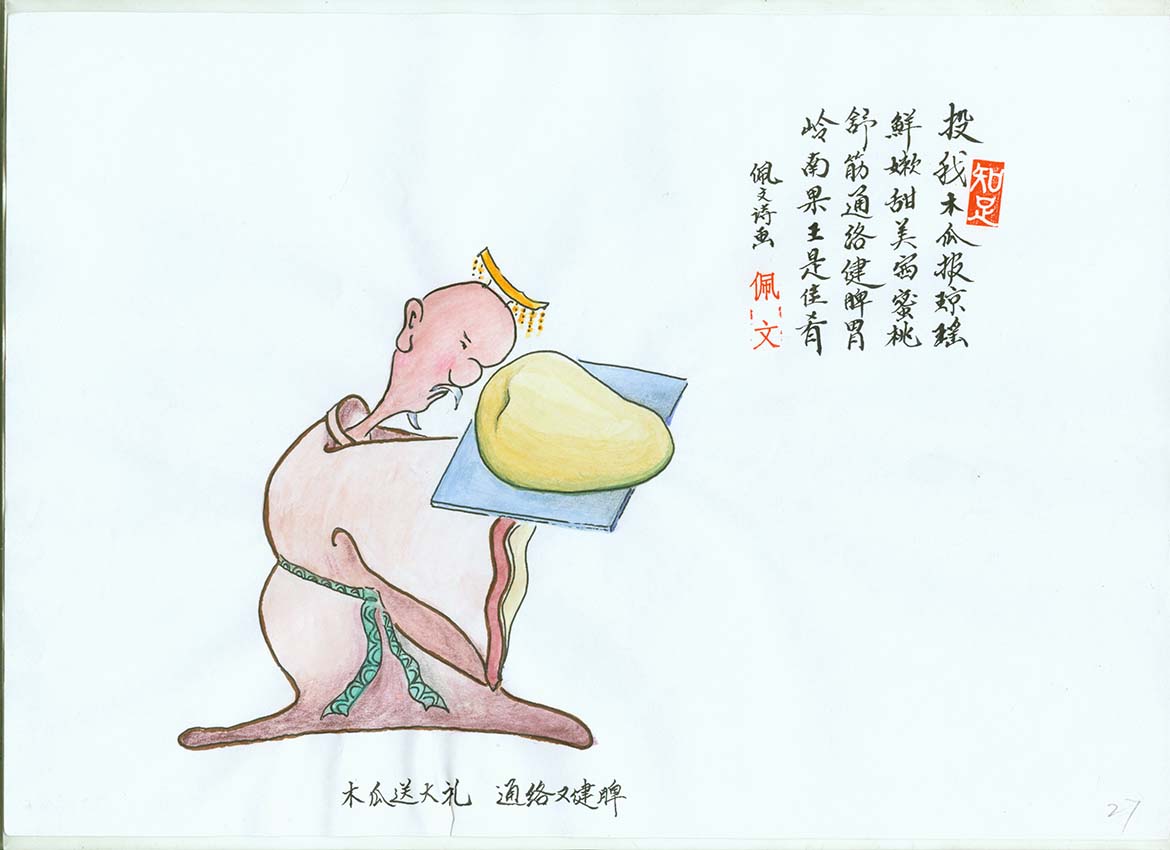 知足
投我木瓜报琼瑶
鮮嫩甜美蜜桃
舒筋通络健脾胃
岭南果王是佳肴
佩文诗画
佩文
木瓜送大礼 通络又健脾
27